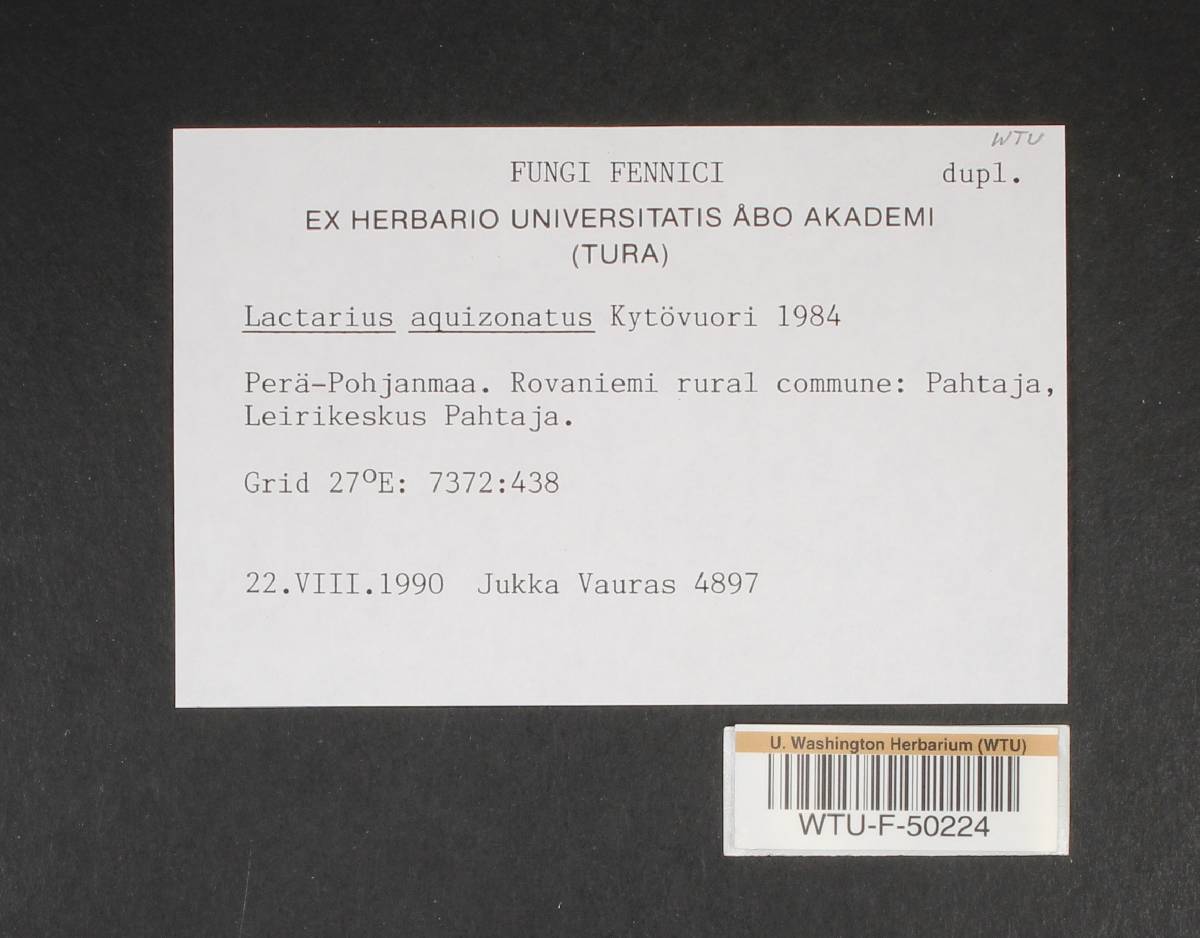 WTU
FUNGI FENNICI dupl.
EX HERBARIO UNIVERSITATIS ÅBO AKADEMI
(TURA)
Lactarius aquizonatus Kytövuori 1984
Perä-Pohjanmaa. Rovaniemi rural commune: Pahtaja,
Leirikeskus Pahtaja.
Grid 27°E: 7372:438
22.VIII.1990 Jukka Vauras 4897
U. Washington Herbarium (WTU)
WTU-F-50224